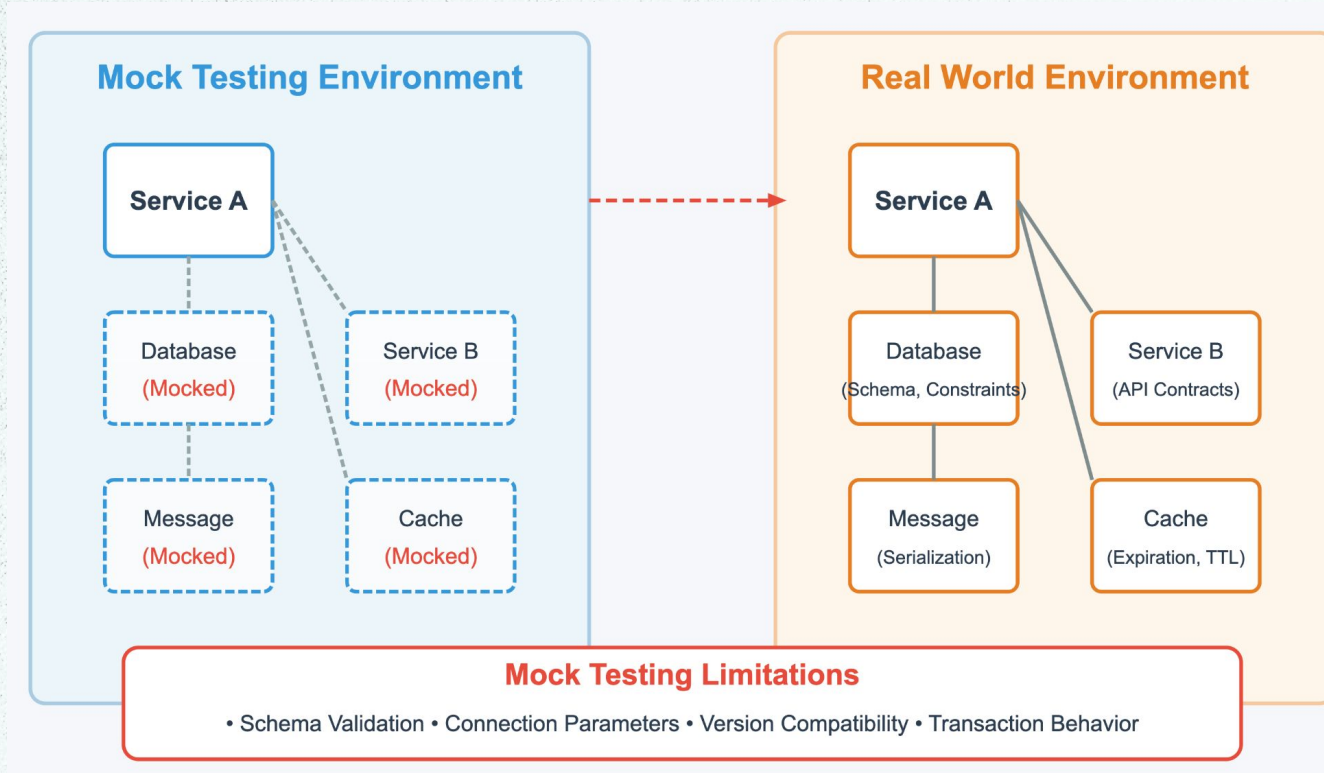 Mock Testing Environment
Service A
Database
(Mocked)
Service B
(Mocked)
Message
(Mocked)
Cache
(Mocked)
Real World Environment
Service A
Database
(Schema, Constraints)
Service B
(API Contracts)
Message
(Serialization)
Cache
(Expiration, TTL)
Mock Testing Limitations
• Schema Validation • Connection Parameters • Version Compatibility • Transaction Behavior